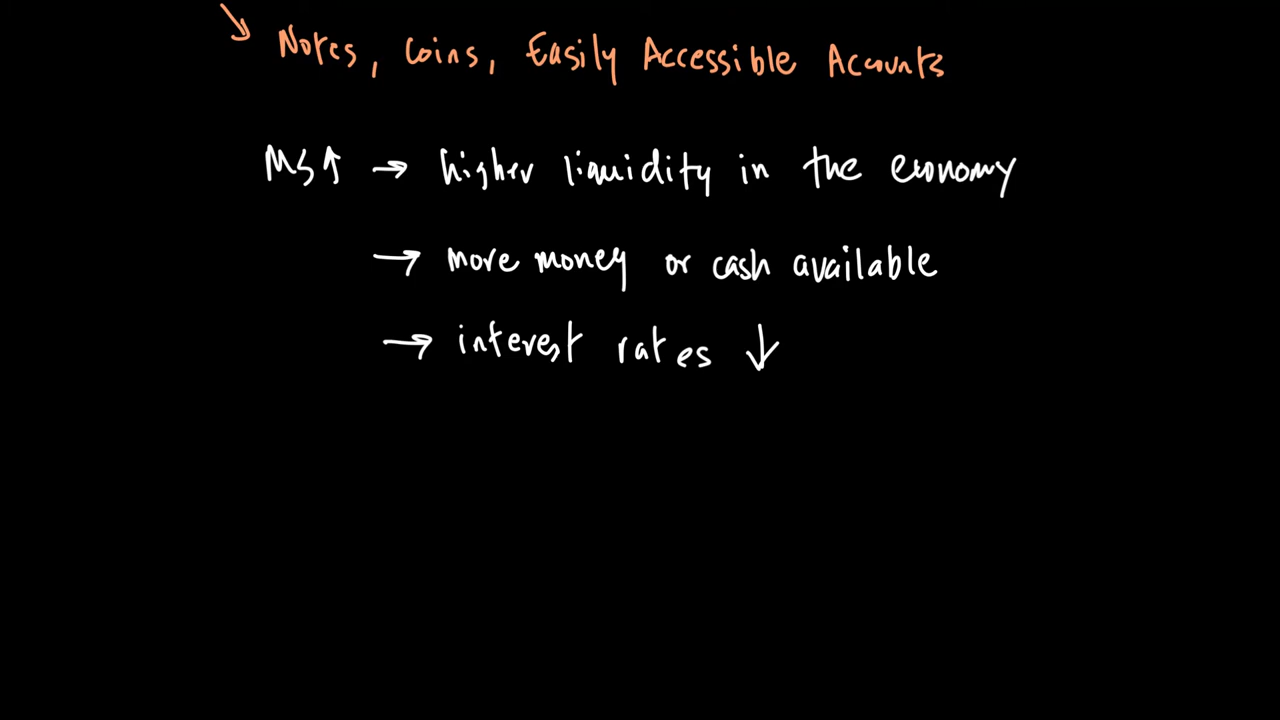 ↘ Notes, Coins, Easily Accessible Accounts
MS↑ → higher liquidity in the economy
→ more money or cash available
→ interest rates ↓